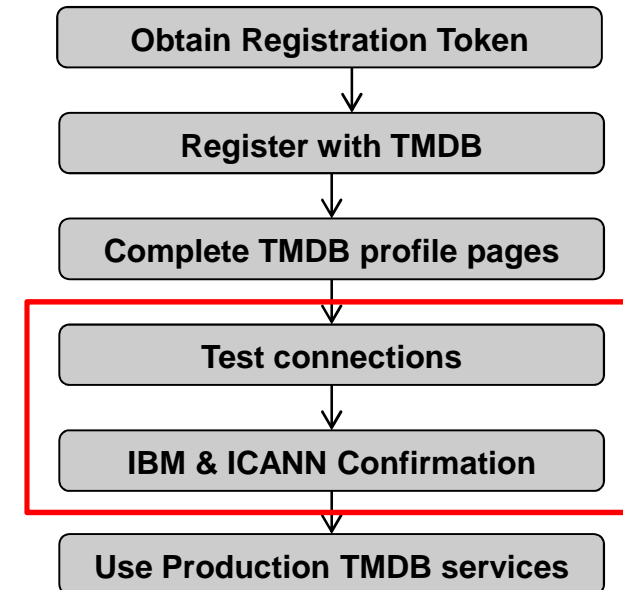 Obtain Registration Token
Register with TMDB
Complete TMDB profile pages
Test connections
IBM & ICANN Confirmation
Use Production TMDB services